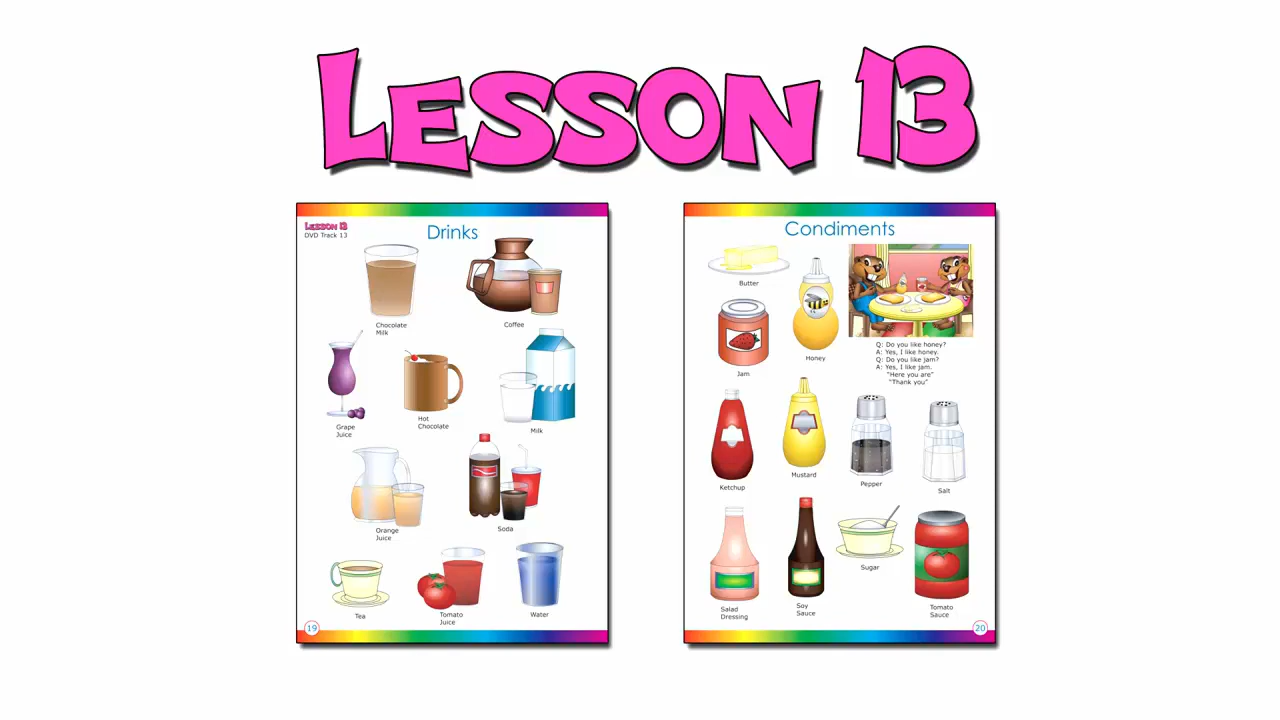 LESSON 13
LESSON 13
DVD Track 13
Drinks
Chocolate
Milk
Coffee
Grape
Juice
Hot
Chocolate
Milk
Orange
Juice
Soda
Tea
Tomato
Juice
Water
19
Condiments
Butter
Jam
Honey
Q: Do you like honey?
A: Yes, I like honey.
Q: Do you like jam?
A: Yes, I like jam.
"Here you are"
"Thank you"
Ketchup
Mustard
Pepper
Salt
Salad
Dressing
Soy
Sauce
Sugar
Tomato
Sauce
20